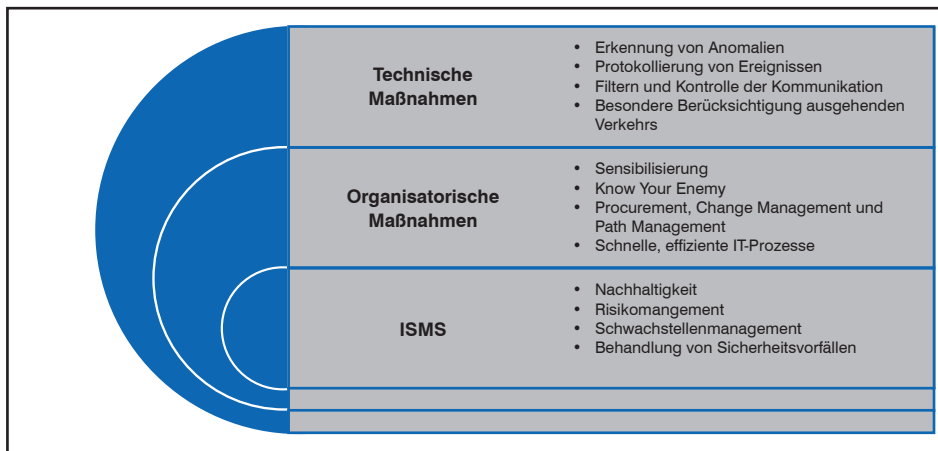 Technische
Maßnahmen
• Erkennung von Anomalien
• Protokollierung von Ereignissen
• Filtern und Kontrolle der Kommunikation
• Besondere Berücksichtigung ausgehenden
Verkehrs
Organisatorische
Maßnahmen
• Sensibilisierung
• Know Your Enemy
• Procurement, Change Management und
Path Management
• Schnelle, effiziente IT-Prozesse
ISMS
• Nachhaltigkeit
• Risikomangement
• Schwachstellenmanagement
• Behandlung von Sicherheitsvorfällen